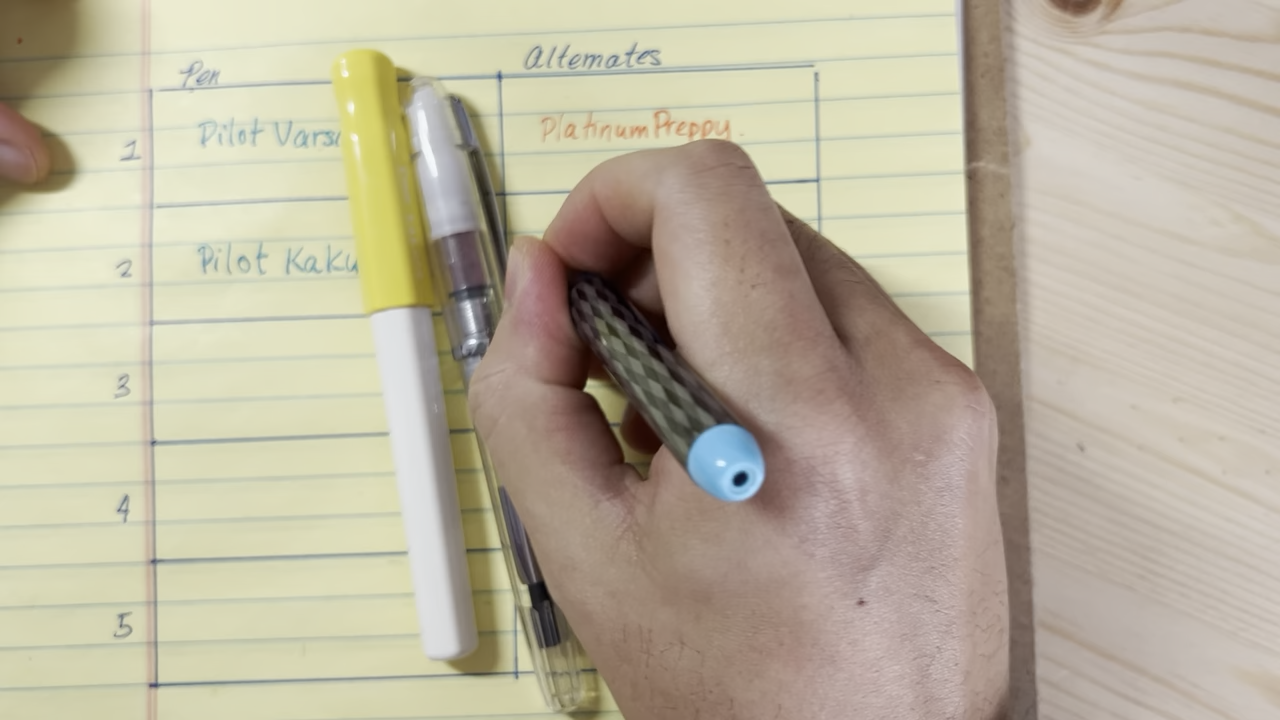 Pen Alternates
1 Pilot Varsi Platinum Preppy.
2 Pilot Kaku
3
4
5